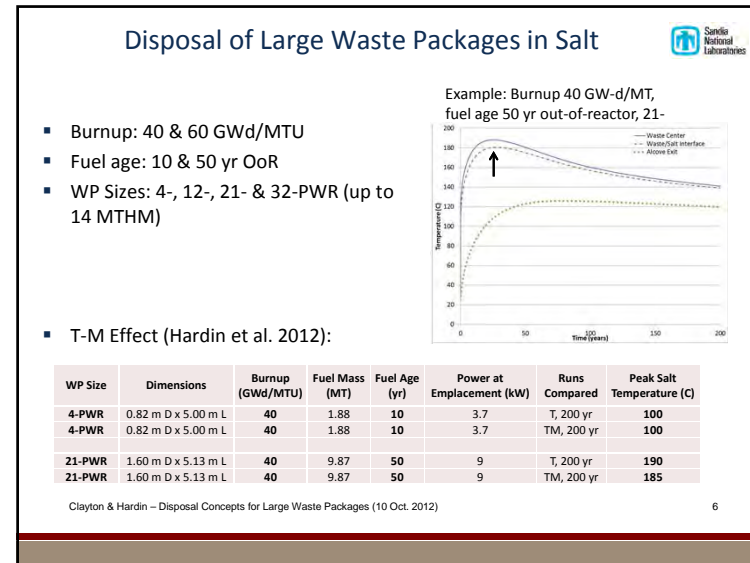 Disposal of Large Waste Packages in Salt
Sandia
National
Laboratories
Example: Burnup 40 GW-d/MT,
fuel age 50 yr out-of-reactor, 21-
▪ Burnup: 40 & 60 GWd/MTU
▪ Fuel age: 10 & 50 yr OoR
▪ WP Sizes: 4-, 12-, 21- & 32-PWR (up to
14 MTHM)
Temperature (C)
200
180
160
140
120
100
80
60
40
20
0
0 50 100 150 200
Time (years)
Waste Center
Waste/Salt Interface
Alcove Exit
▪ T-M Effect (Hardin et al. 2012):
WP Size Dimensions Burnup (GWd/MTU) Fuel Mass (MT) Fuel Age (yr) Power at Emplacement (kW) Runs Compared Peak Salt Temperature (C)
4-PWR 0.82 m D x 5.00 m L 40 1.88 10 3.7 T, 200 yr 100
4-PWR 0.82 m D x 5.00 m L 40 1.88 10 3.7 TM, 200 yr 100
21-PWR 1.60 m D x 5.13 m L 40 9.87 50 9 T, 200 yr 190
21-PWR 1.60 m D x 5.13 m L 40 9.87 50 9 TM, 200 yr 185
Clayton & Hardin – Disposal Concepts for Large Waste Packages (10 Oct. 2012) 6